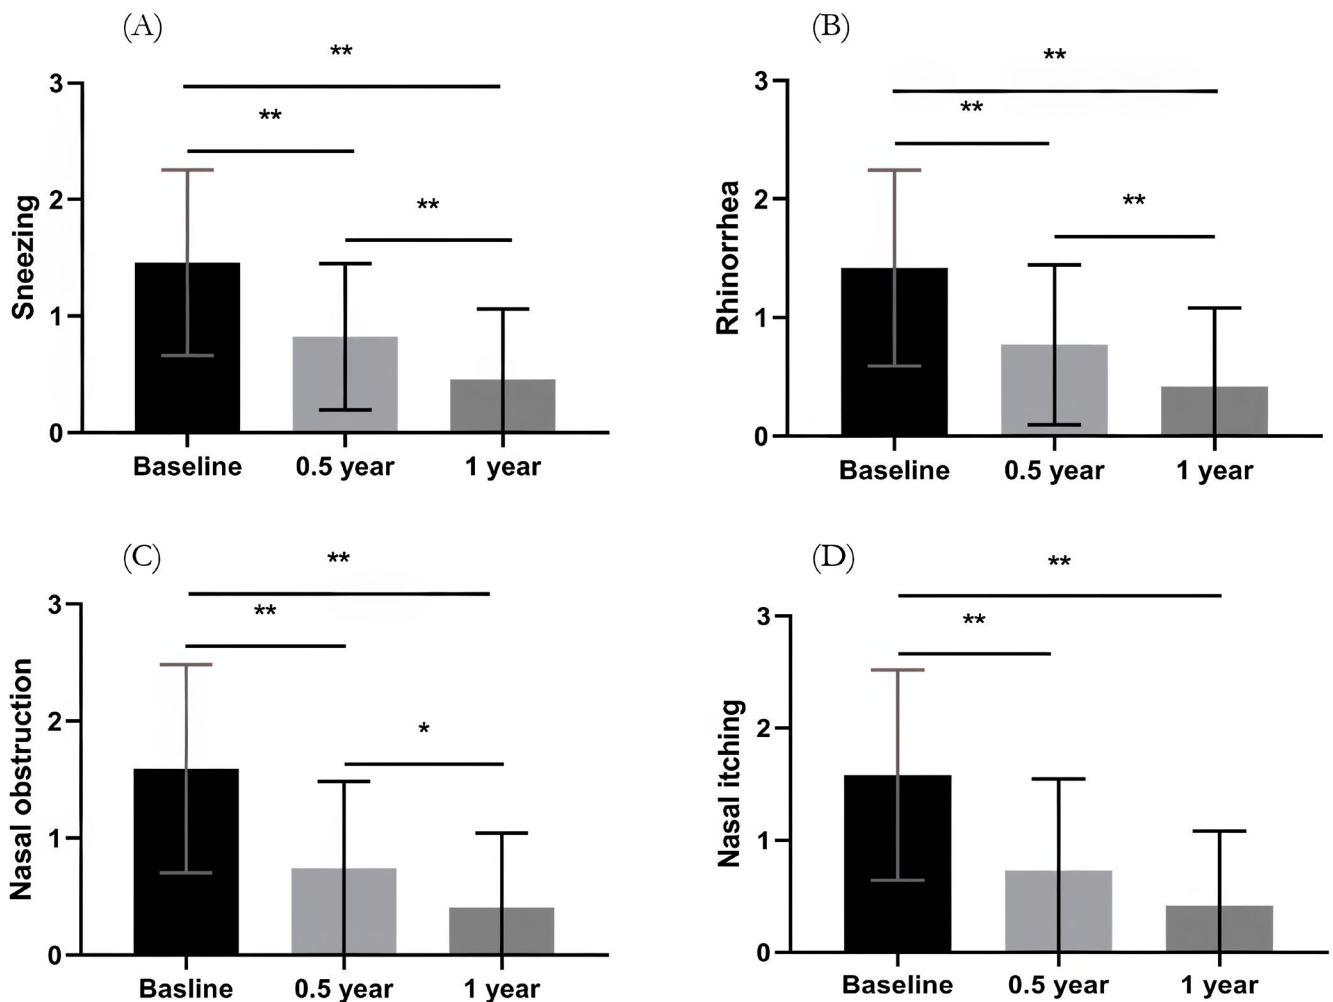 (A)
**
**
**
3
2
1
0
Sneezing
Baseline 0.5 year 1 year
(B)
**
**
**
3
2
1
0
Rhinorrhea
Baseline 0.5 year 1 year
(C)
**
**
*
3
2
1
0
Nasal obstruction
Basline 0.5 year 1 year
(D)
**
**
3
2
1
0
Nasal itching
Baseline 0.5 year 1 year